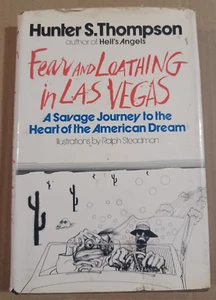 Hunter S. Thompson
author of Hell's Angels
Fear AND LOATHING
in LAS VEGAS
A Savage Journey to the
Heart of the American Dream
Illustrations by Ralph Steadman